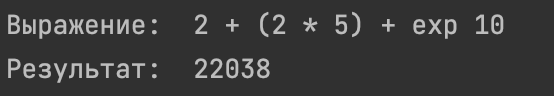 Выражение:  2 + (2 * 5) + exp 10
Результат:  22038